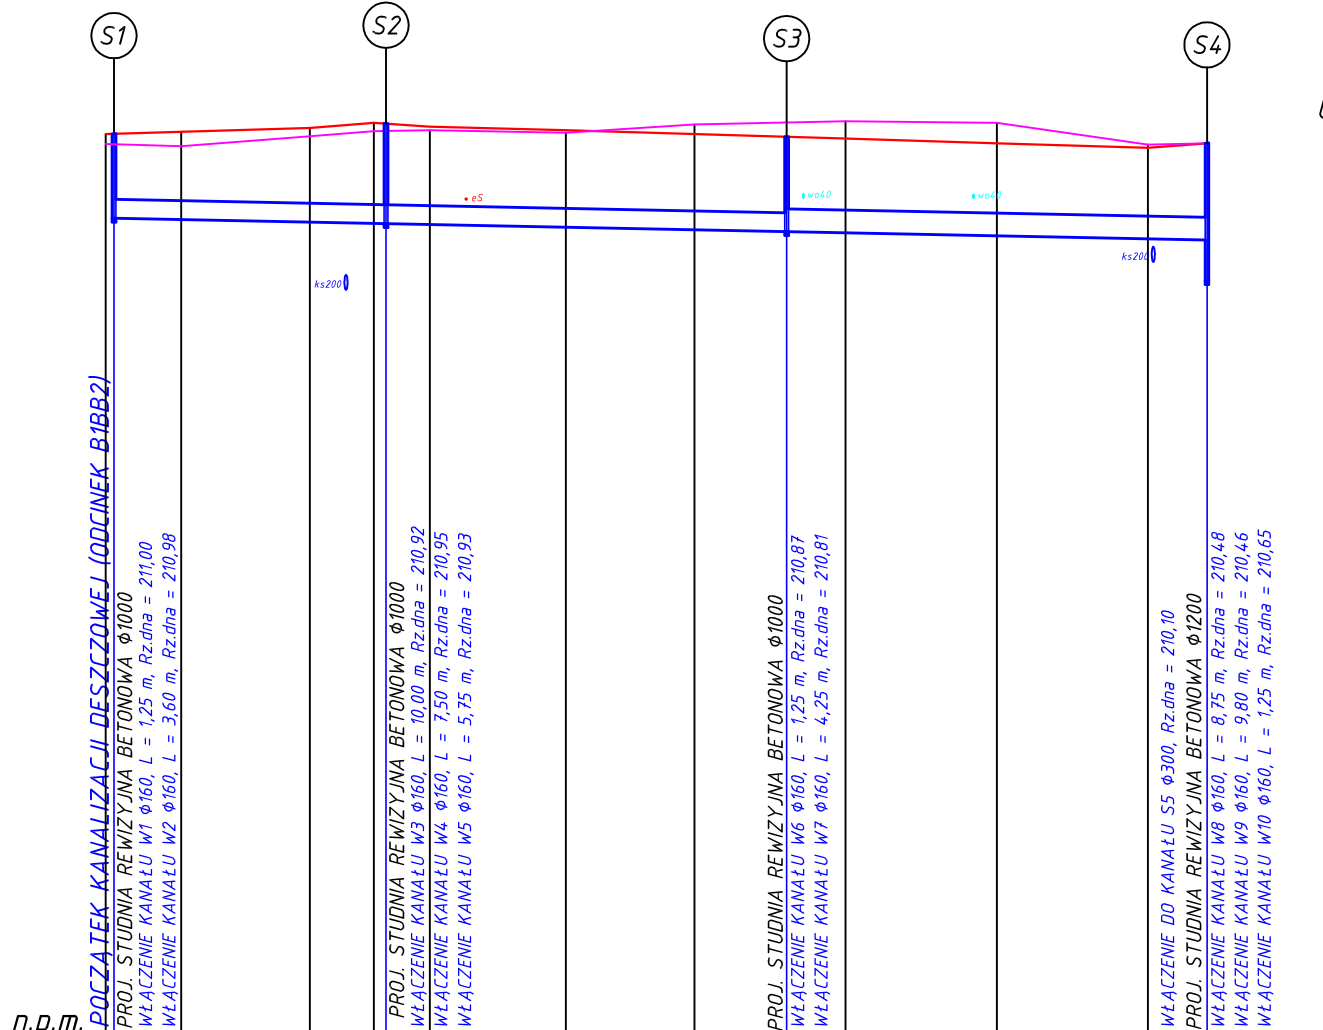 S1
S2
S3
S4
eS
wo40
wo40
ks200
ks200
POCZĄTEK KANALIZACJI DESZCZOWEJ (ODCINEK B1BB2)
PROJ. STUDNIA REWIZYJNA BETONOWA ϕ1000
WŁĄCZENIE KANAŁU W1 ϕ160, L = 1,25 m, Rz.dna = 211,00
WŁĄCZENIE KANAŁU W2 ϕ160, L = 3,60 m, Rz.dna = 210,98
PROJ. STUDNIA REWIZYJNA BETONOWA ϕ1000
WŁĄCZENIE KANAŁU W3 ϕ160, L = 10,00 m, Rz.dna = 210,92
WŁĄCZENIE KANAŁU W4 ϕ160, L = 7,50 m, Rz.dna = 210,95
WŁĄCZENIE KANAŁU W5 ϕ160, L = 5,75 m, Rz.dna = 210,93
PROJ. STUDNIA REWIZYJNA BETONOWA ϕ1000
WŁĄCZENIE KANAŁU W6 ϕ160, L = 1,25 m, Rz.dna = 210,87
WŁĄCZENIE KANAŁU W7 ϕ160, L = 4,25 m, Rz.dna = 210,81
WŁĄCZENIE DO KANAŁU S5 ϕ300, Rz.dna = 210,10
PROJ. STUDNIA REWIZYJNA BETONOWA ϕ1200
WŁĄCZENIE KANAŁU W8 ϕ160, L = 8,75 m, Rz.dna = 210,48
WŁĄCZENIE KANAŁU W9 ϕ160, L = 9,80 m, Rz.dna = 210,46
WŁĄCZENIE KANAŁU W10 ϕ160, L = 1,25 m, Rz.dna = 210,65
n.p.m.